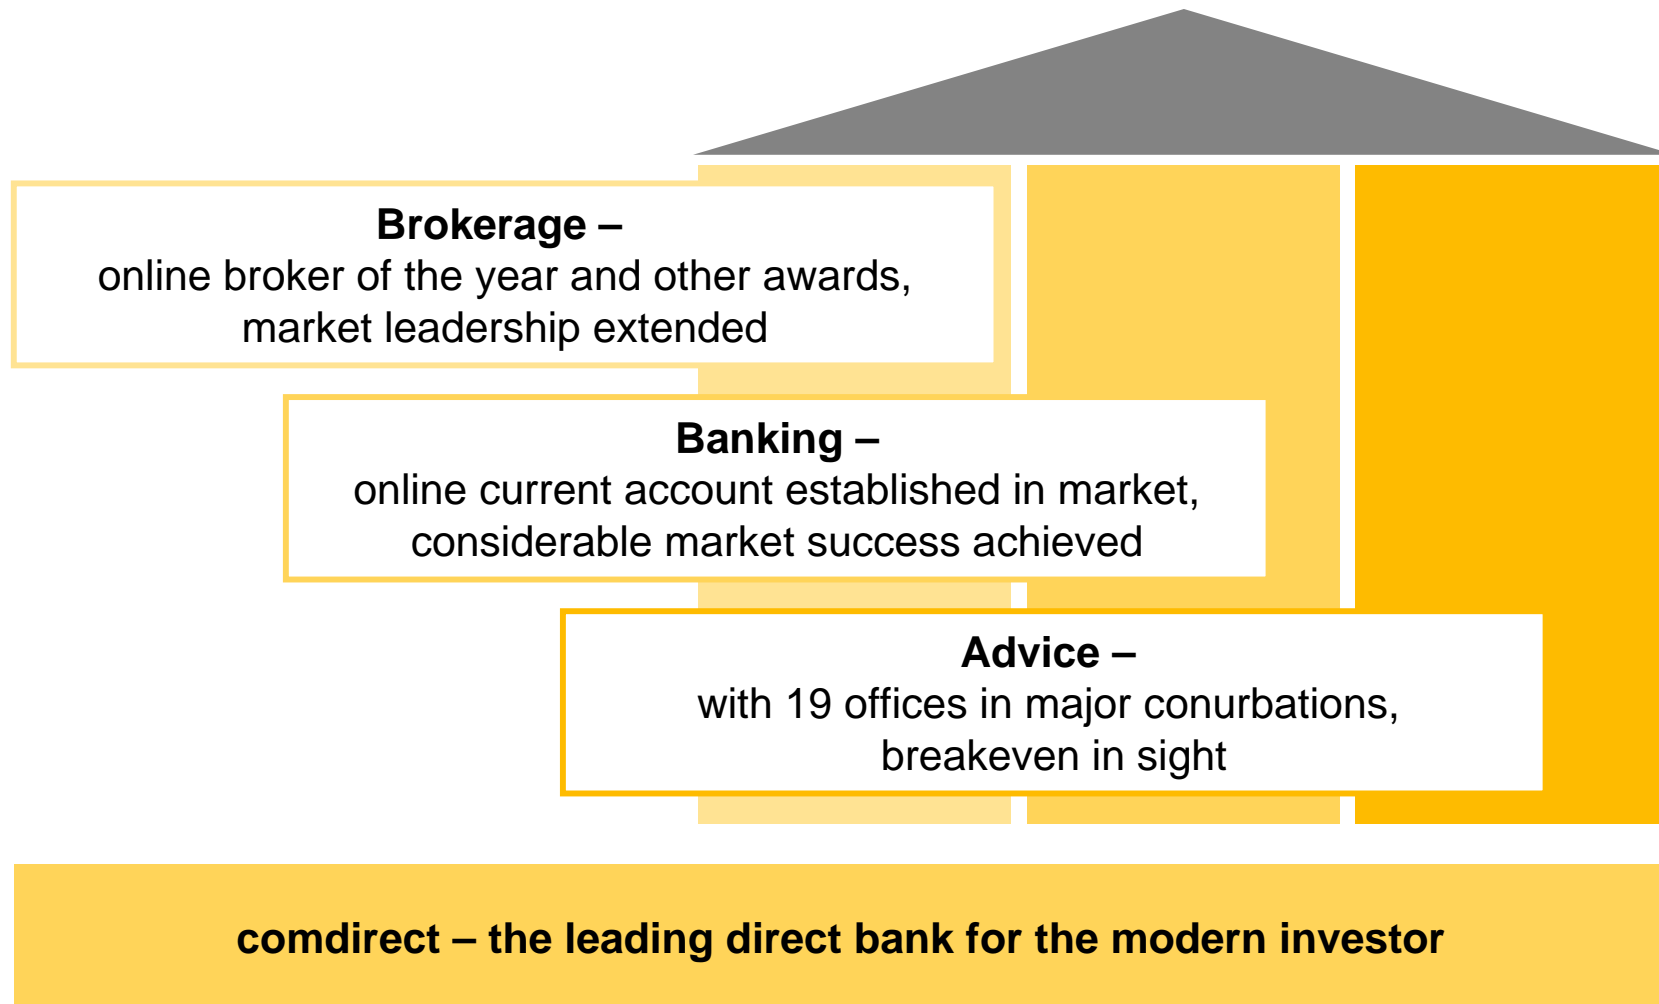 Brokerage –
online broker of the year and other awards,
market leadership extended
Banking –
online current account established in market,
considerable market success achieved
Advice –
with 19 offices in major conurbations,
breakeven in sight
comdirect – the leading direct bank for the modern investor